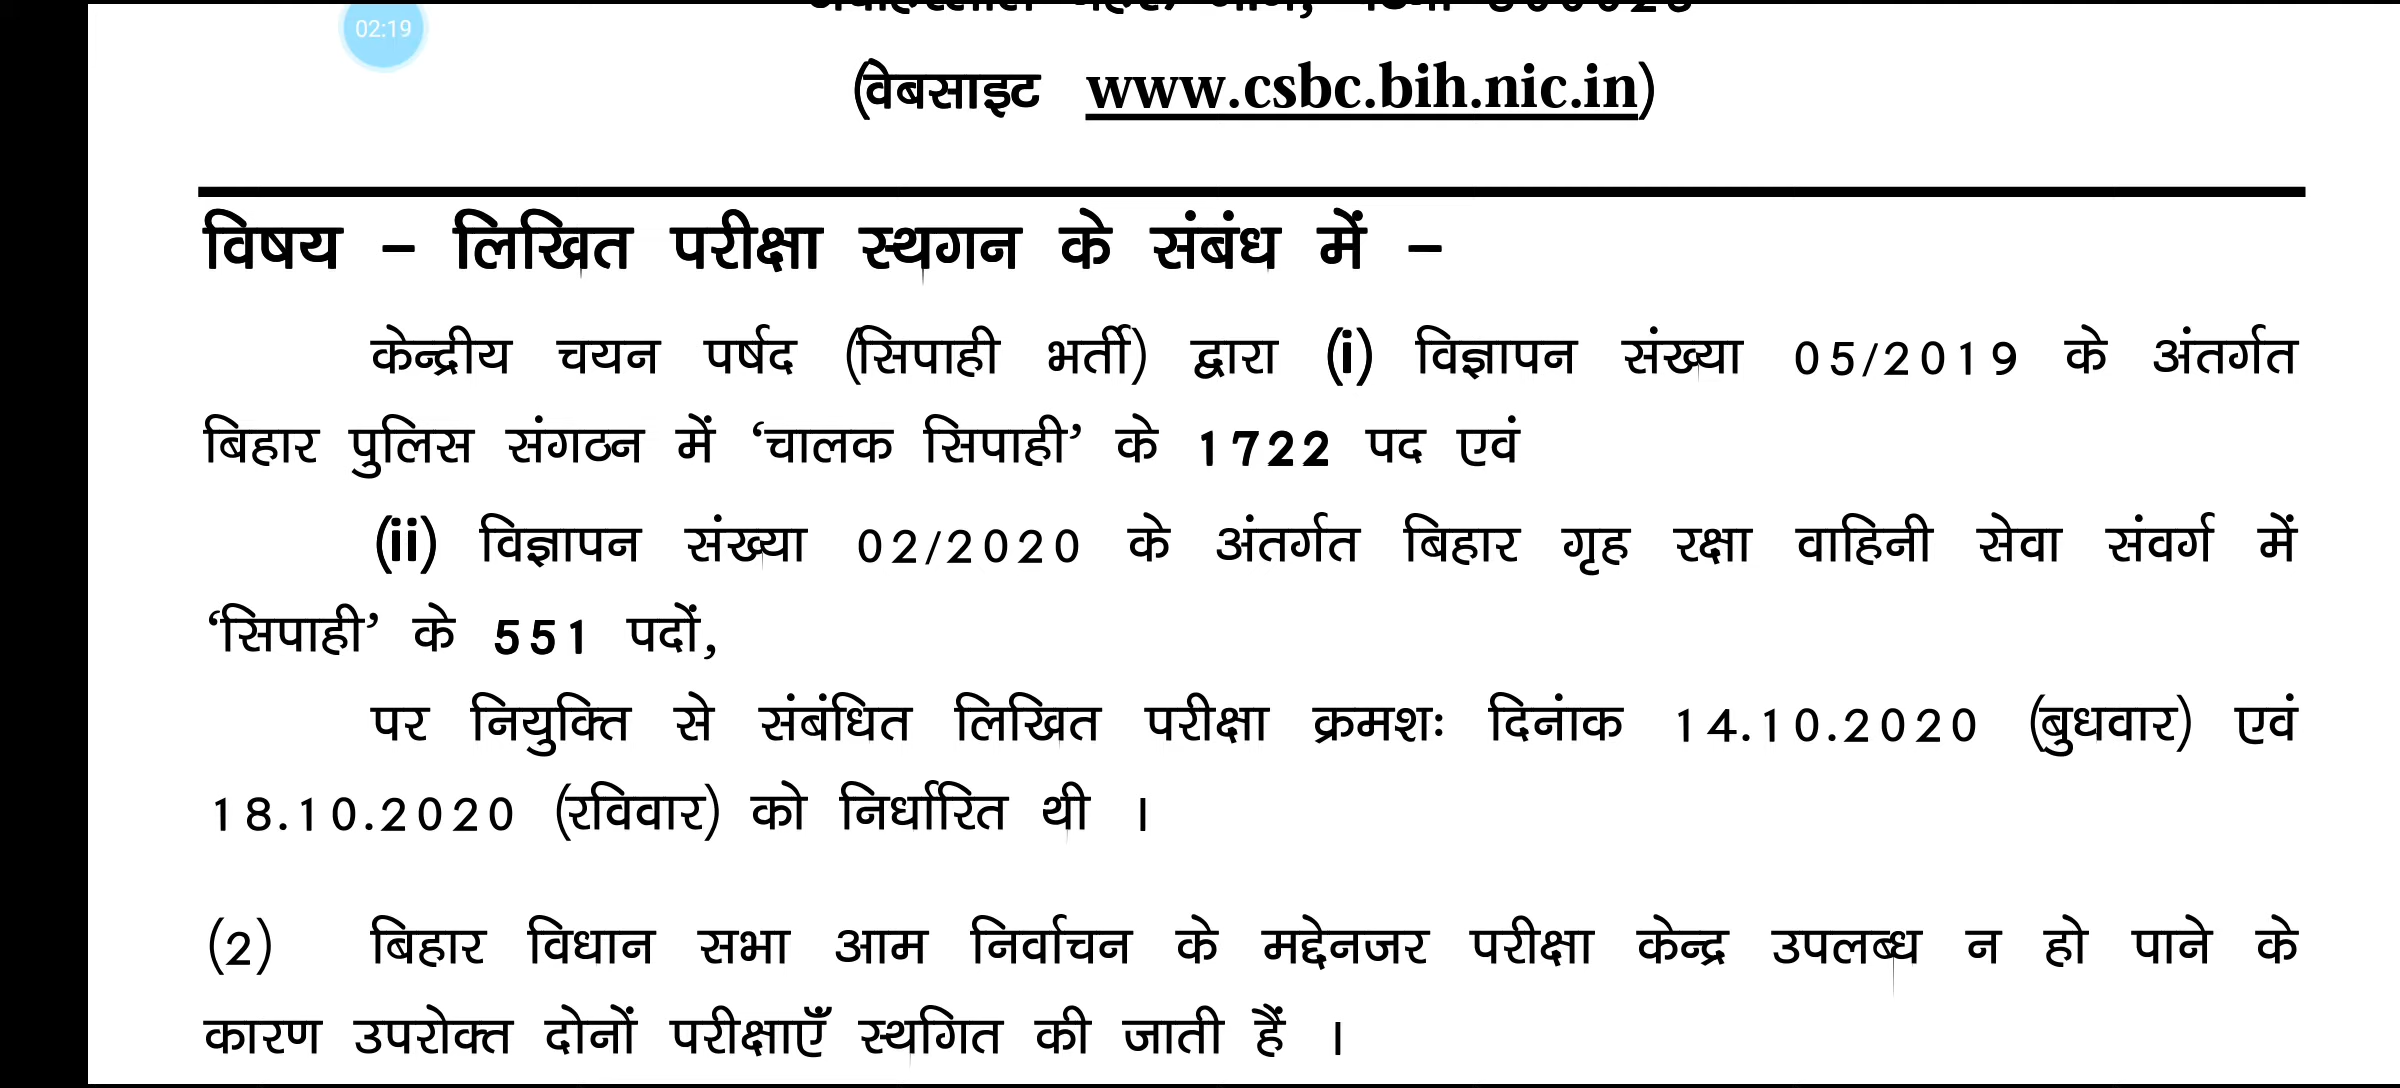 02:19
(वेबसाइट www.csbc.bih.nic.in)
विषय – लिखित परीक्षा स्थगन के संबंध में –
केन्द्रीय चयन पर्षद (सिपाही भर्ती) द्वारा (i) विज्ञापन संख्या 05/2019 के अंतर्गत
बिहार पुलिस संगठन में ‘चालक सिपाही’ के 1722 पद एवं
(ii) विज्ञापन संख्या 02/2020 के अंतर्गत बिहार गृह रक्षा वाहिनी सेवा संवर्ग में
‘सिपाही’ के 551 पदों,
पर नियुक्ति से संबंधित लिखित परीक्षा क्रमशः दिनांक 14.10.2020 (बुधवार) एवं
18.10.2020 (रविवार) को निर्धारित थी ।
(2) बिहार विधान सभा आम निर्वाचन के मद्देनजर परीक्षा केन्द्र उपलब्ध न हो पाने के
कारण उपरोक्त दोनों परीक्षाएँ स्थगित की जाती हैं ।